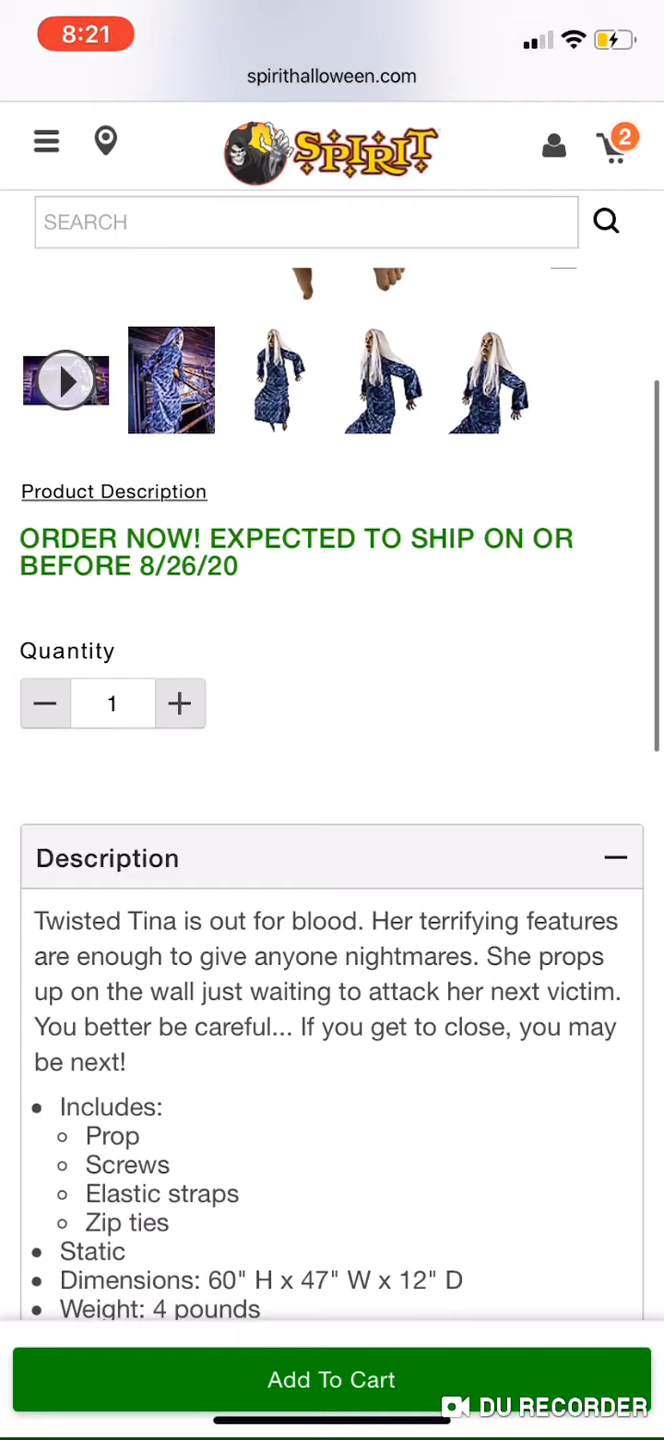 8:21
spirithalloween.com
SPIRIT
2
SEARCH
Product Description
ORDER NOW! EXPECTED TO SHIP ON OR
BEFORE 8/26/20
Quantity
1
Description
Twisted Tina is out for blood. Her terrifying features
are enough to give anyone nightmares. She props
up on the wall just waiting to attack her next victim.
You better be careful... If you get to close, you may
be next!
Includes:
Prop
Screws
Elastic straps
Zip ties
Static
Dimensions: 60" H x 47" W x 12" D
Weight: 4 pounds
Add To Cart
DU RECORDER